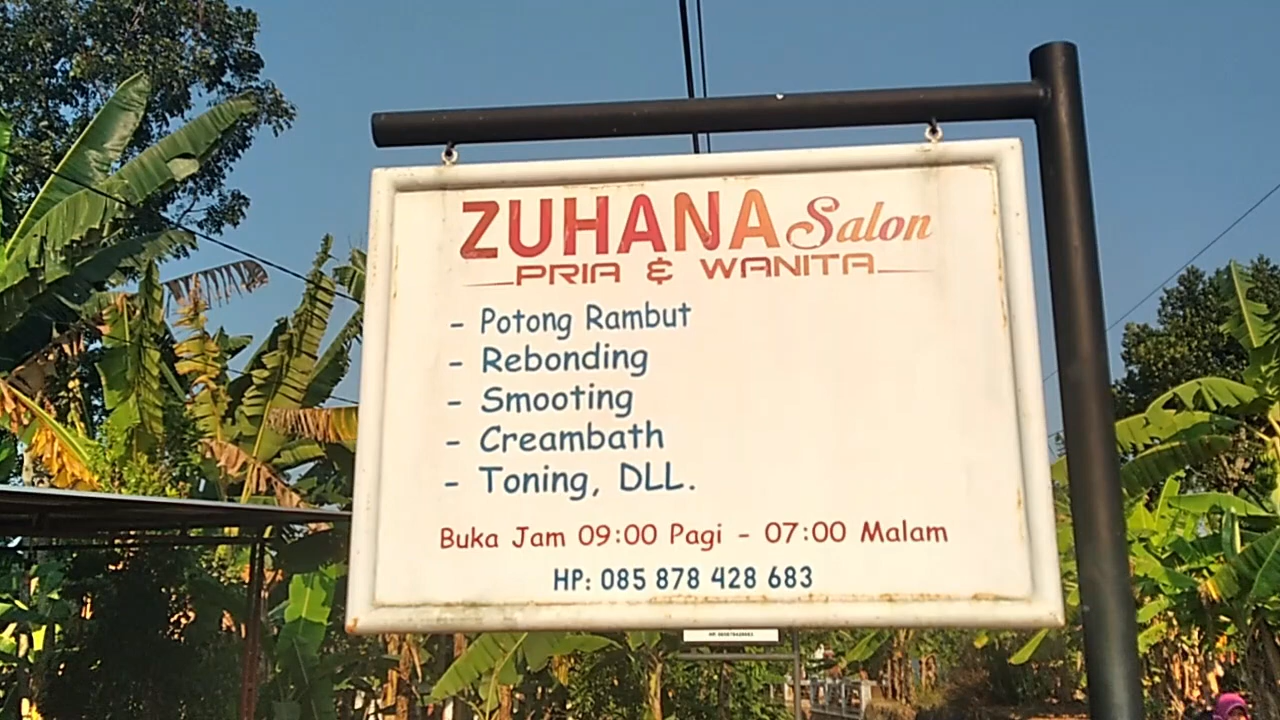 ZUHANA Salon
PRIA & WANITA
- Potong Rambut
- Rebonding
- Smooting
- Creambath
- Toning, DLL.
Buka Jam 09:00 Pagi - 07:00 Malam
HP: 085 878 428 683